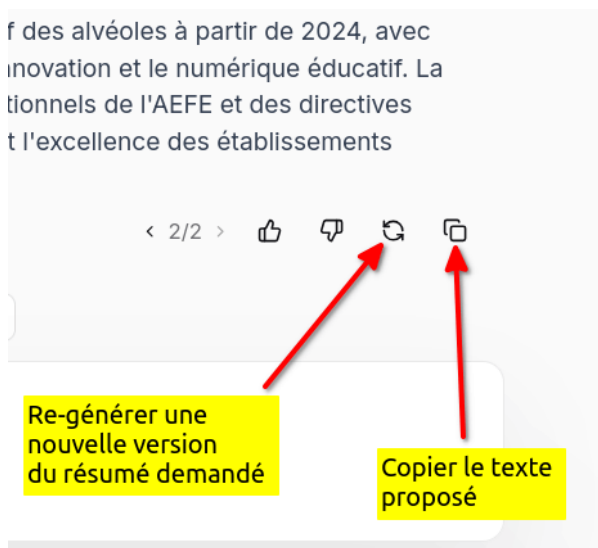 f des alvéoles à partir de 2024, avec
nnovation et le numérique éducatif. La
tionnels de l'AEFE et des directives
t l'excellence des établissements
< 2/2 >
Re-générer une
nouvelle version
du résumé demandé
Copier le texte
proposé